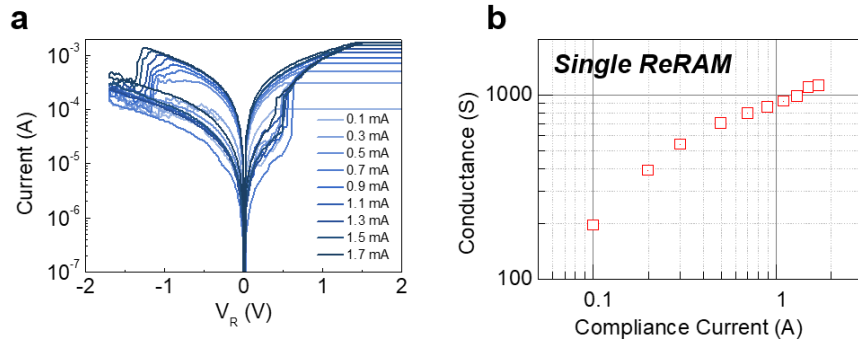 a
Current (A)
10⁻³
10⁻⁴
10⁻⁵
10⁻⁶
10⁻⁷
-2
-1
0
1
2
V_R (V)
0.1 mA
0.3 mA
0.5 mA
0.7 mA
0.9 mA
1.1 mA
1.3 mA
1.5 mA
1.7 mA
b
Single ReRAM
Conductance (S)
1000
100
0.1
1
Compliance Current (A)